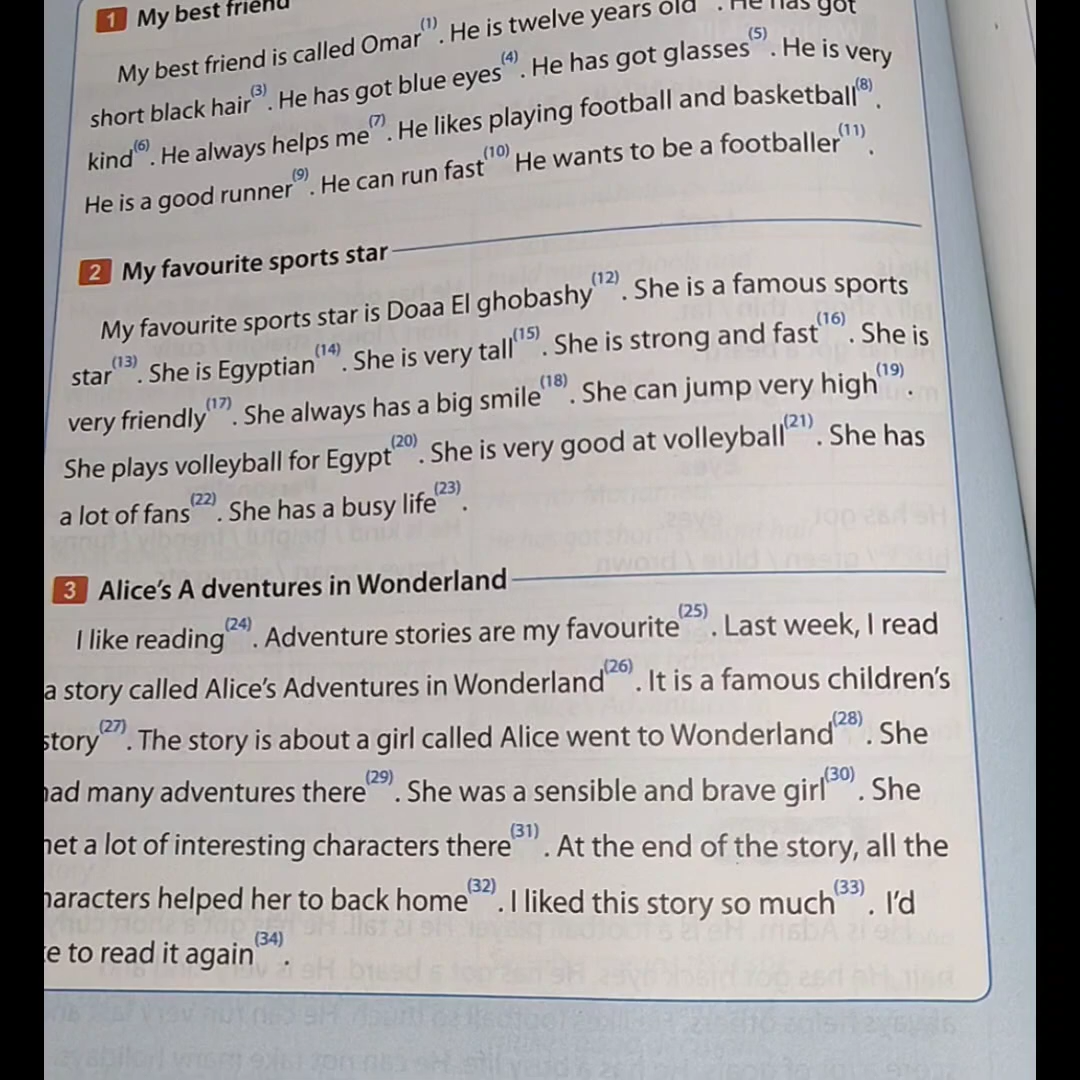 1 My best friend
My best friend is called Omar(1). He is twelve years old . He has got
short black hair(3). He has got blue eyes(4). He has got glasses(5). He is very
kind(6). He always helps me(7). He likes playing football and basketball(8).
He is a good runner(9). He can run fast(10) He wants to be a footballer(11).
2 My favourite sports star
My favourite sports star is Doaa El ghobashy(12). She is a famous sports
star(13). She is Egyptian(14). She is very tall(15). She is strong and fast(16). She is
very friendly(17). She always has a big smile(18). She can jump very high(19).
She plays volleyball for Egypt(20). She is very good at volleyball(21). She has
a lot of fans(22). She has a busy life(23).
3 Alice's A dventures in Wonderland
I like reading(24). Adventure stories are my favourite(25). Last week, I read
a story called Alice's Adventures in Wonderland(26). It is a famous children's
story(27). The story is about a girl called Alice went to Wonderland(28). She
had many adventures there(29). She was a sensible and brave girl(30). She
met a lot of interesting characters there(31). At the end of the story, all the
characters helped her to back home(32). I liked this story so much(33). I'd
to read it again(34).